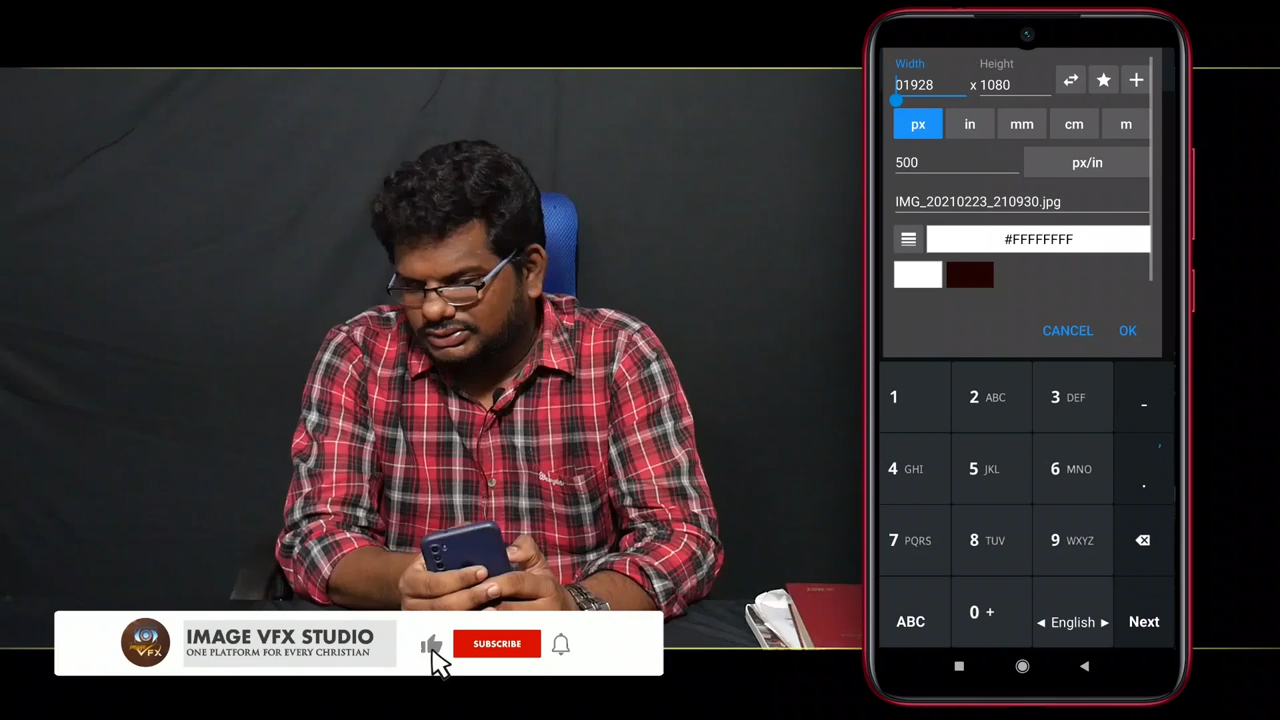 Width
Height
01928
x 1080
px
in
mm
cm
m
500
px/in
IMG_20210223_210930.jpg
#FFFFFFFF
CANCEL
OK
1
2 ABC
3 DEF
-
4 GHI
5 JKL
6 MNO
.
7 PQRS
8 TUV
9 WXYZ
ABC
0 +
◄ English ►
Next
IMAGE VFX STUDIO
ONE PLATFORM FOR EVERY CHRISTIAN
SUBSCRIBE